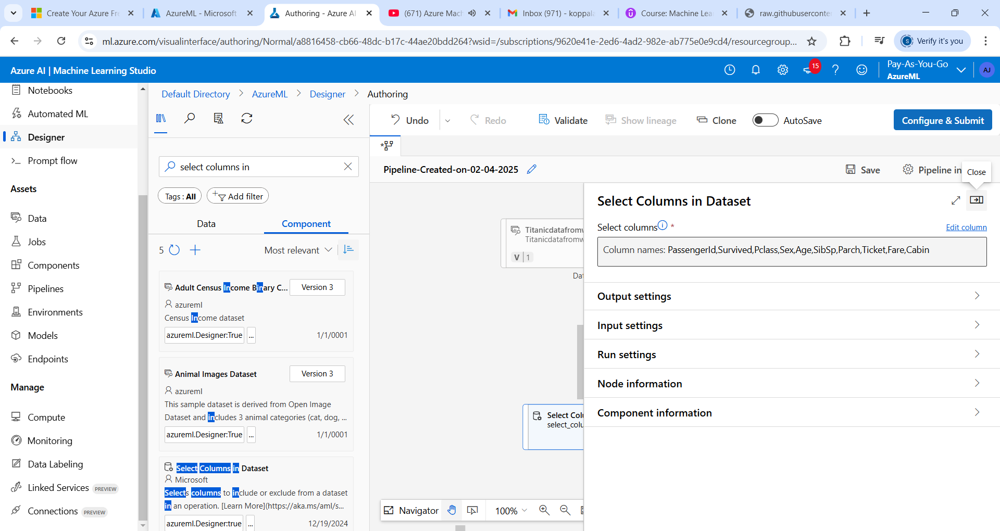 Create Your Azure Fre
AzureML - Microsoft
Authoring - Azure AI
(671) Azure Mach
Inbox (971) - koppala
Course: Machine Lea
raw.githubuserconter
ml.azure.com/visualinterface/authoring/Normal/a8816458-cb66-48dc-b17c-44ae20bdd264?wsid=/subscriptions/9620e41e-2ed6-4ad2-982e-ab775e0e9cd4/resourcegroup...
S
Verify it's you
Azure AI | Machine Learning Studio
15
Pay-As-You-Go
AzureML
AJ
Notebooks
Automated ML
Designer
Prompt flow
Assets
Data
Jobs
Components
Pipelines
Environments
Models
Endpoints
Manage
Compute
Monitoring
Data Labeling
Linked Services PREVIEW
Connections PREVIEW
Default Directory > AzureML > Designer > Authoring
select columns in
Tags : All
Add filter
Data
Component
5
Most relevant
Adult Census Income Binary C...
Version 3
azureml
Census Income dataset
azureml.Designer:True
...
1/1/0001
Animal Images Dataset
Version 3
azureml
This sample dataset is derived from Open Image
Dataset and includes 3 animal categories (cat, dog, ...
azureml.Designer:True
...
1/1/0001
Select Columns in Dataset
Microsoft
Selects columns to include or exclude from a dataset
in an operation. [Learn More](https://aka.ms/aml/s...
azureml.Designer:true
...
12/19/2024
Undo
Redo
Validate
Show lineage
Clone
AutoSave
Configure & Submit
Pipeline-Created-on-02-04-2025
Save
Pipeline in
Close
Titanicdatafromw
Titanicdatafromw
V 1
Dat
Select Colu
select_colu
Navigator
100%
Select Columns in Dataset
Select columns *
Edit column
Column names: PassengerId,Survived,Pclass,Sex,Age,SibSp,Parch,Ticket,Fare,Cabin
Output settings
Input settings
Run settings
Node information
Component information